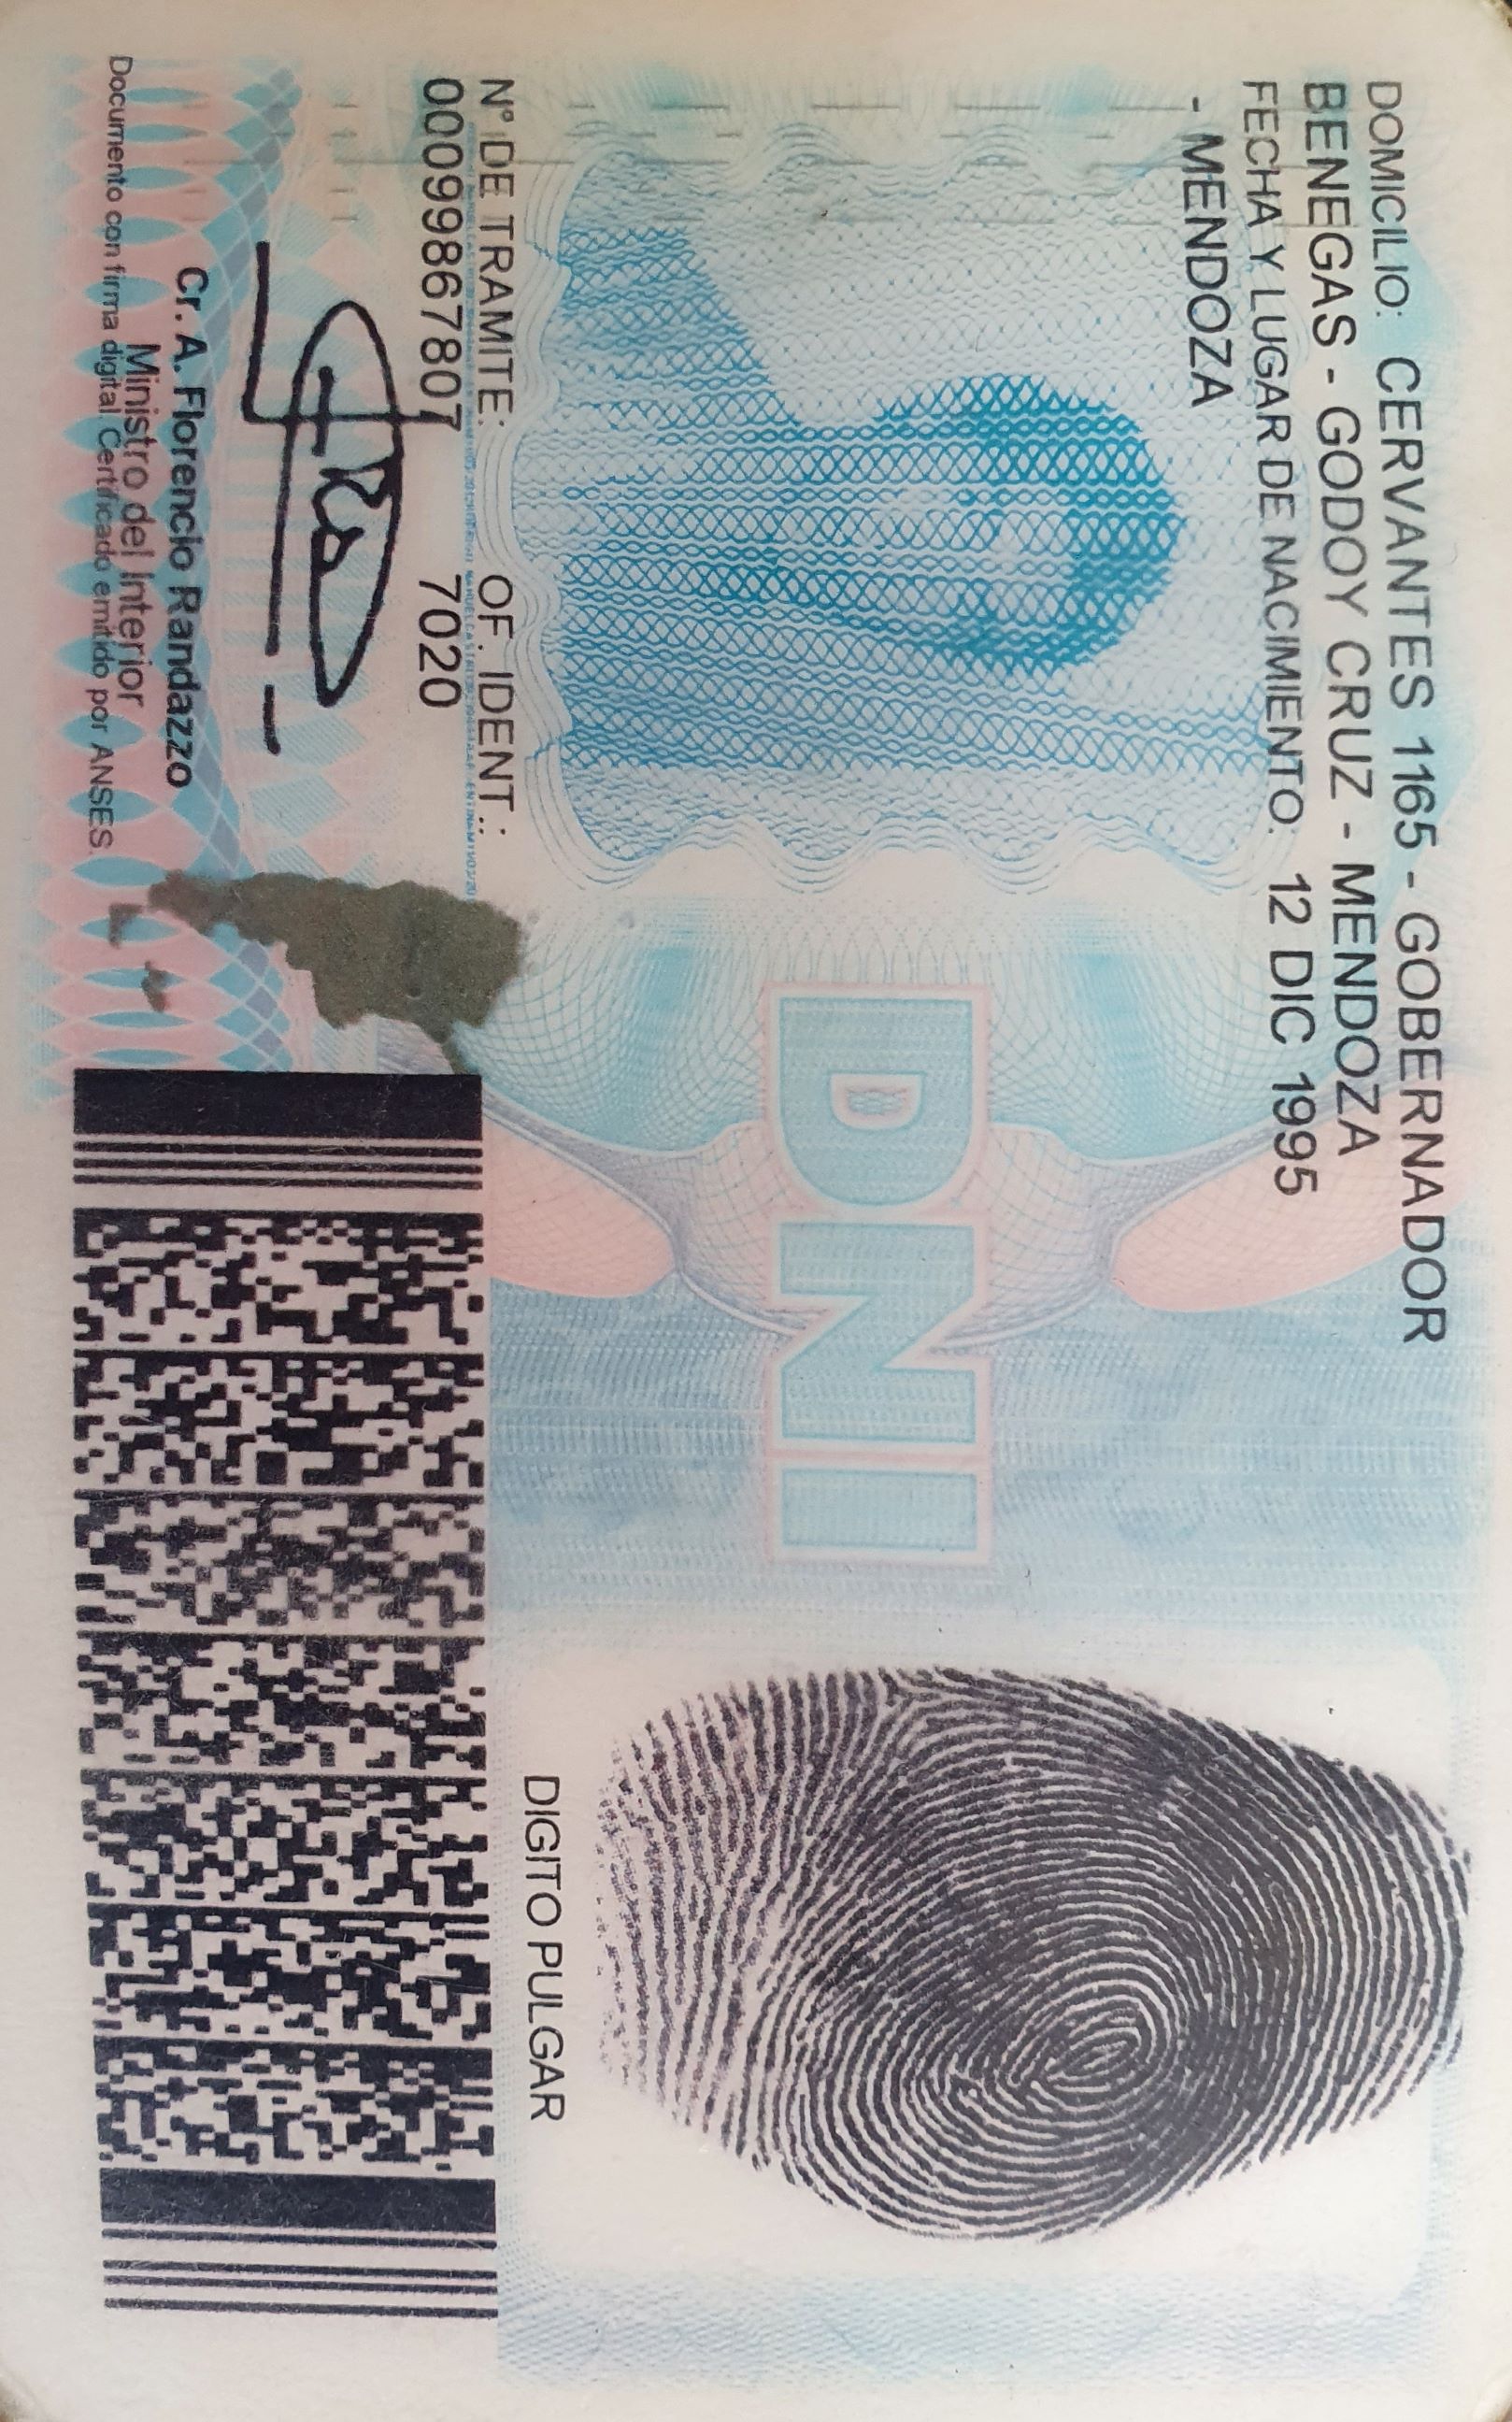 DOMICILIO: CERVANTES 1165 - GOBERNADOR
BENEGAS - GODOY CRUZ - MENDOZA
FECHA Y LUGAR DE NACIMIENTO: 12 DIC 1995
- MENDOZA
DNI
DIGITO PULGAR
Nº DE TRAMITE: OF. IDENT.:
00099867807 7020
Cr. A. Florencio Randazzo
Ministro del Interior
Documento con firma digital. Certificado emitido por ANSES.